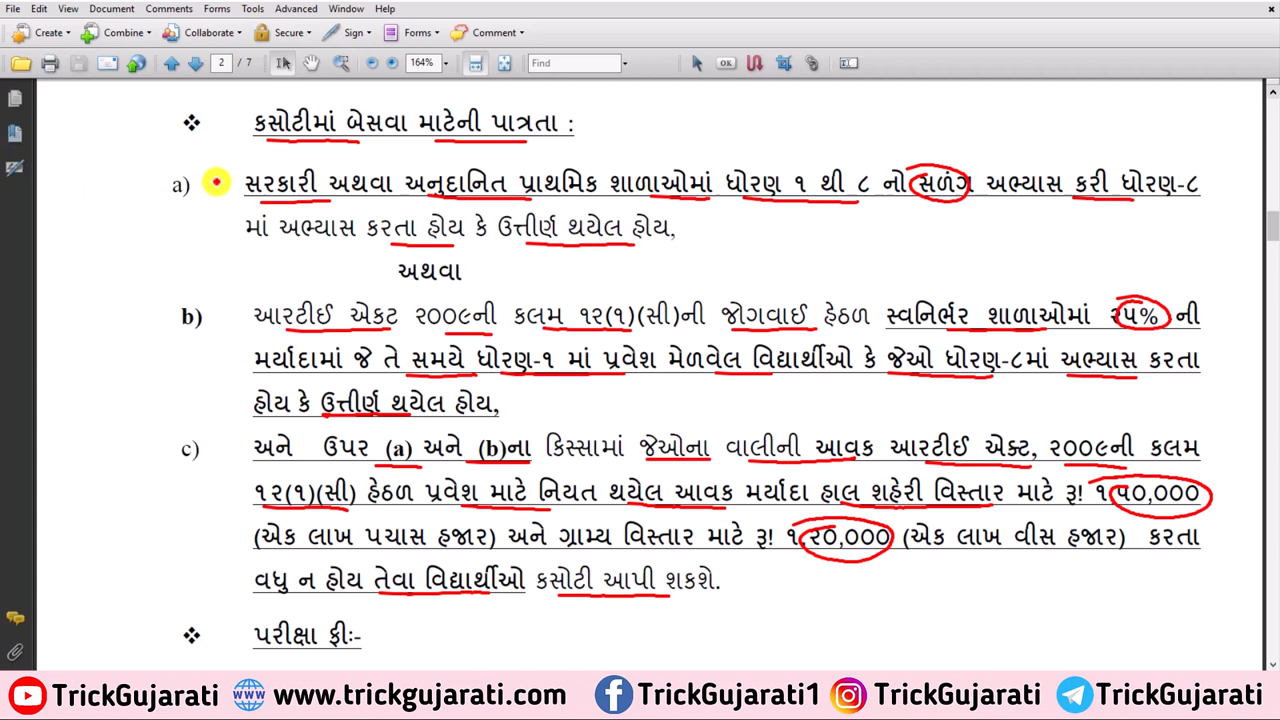 File Edit View Document Comments Forms Tools Advanced Window Help
Create Combine Collaborate Secure Sign Forms Comment
2 / 7 164% Find
❖ કસોટીમાં બેસવા માટેની પાત્રતા :
a) સરકારી અથવા અનુદાનિત પ્રાથમિક શાળાઓમાં ધોરણ ૧ થી ૮ નો સળંગ અભ્યાસ કરી ધોરણ-૮
માં અભ્યાસ કરતા હોય કે ઉત્તીર્ણ થયેલ હોય,
અથવા
b) આરટીઈ એકટ ૨૦૦૯ની કલમ ૧૨(૧)(સી)ની જોગવાઈ હેઠળ સ્વનિર્ભર શાળાઓમાં ૨૫% ની
મર્યાદામાં જે તે સમયે ધોરણ-૧ માં પ્રવેશ મેળવેલ વિદ્યાર્થીઓ કે જેઓ ધોરણ-૮માં અભ્યાસ કરતા
હોય કે ઉત્તીર્ણ થયેલ હોય,
c) અને ઉપર (a) અને (b)ના કિસ્સામાં જેઓના વાલીની આવક આરટીઈ એક્ટ, ૨૦૦૯ની કલમ
૧૨(૧)(સી) હેઠળ પ્રવેશ માટે નિયત થયેલ આવક મર્યાદા હાલ શહેરી વિસ્તાર માટે રૂ! ૧,૫૦,૦૦૦
(એક લાખ પચાસ હજાર) અને ગ્રામ્ય વિસ્તાર માટે રૂ! ૧,૨૦,૦૦૦ (એક લાખ વીસ હજાર) કરતા
વધુ ન હોય તેવા વિદ્યાર્થીઓ કસોટી આપી શકશે.
❖ પરીક્ષા ફીઃ-
TrickGujarati www.trickgujarati.com TrickGujarati1 TrickGujarati TrickGujarati